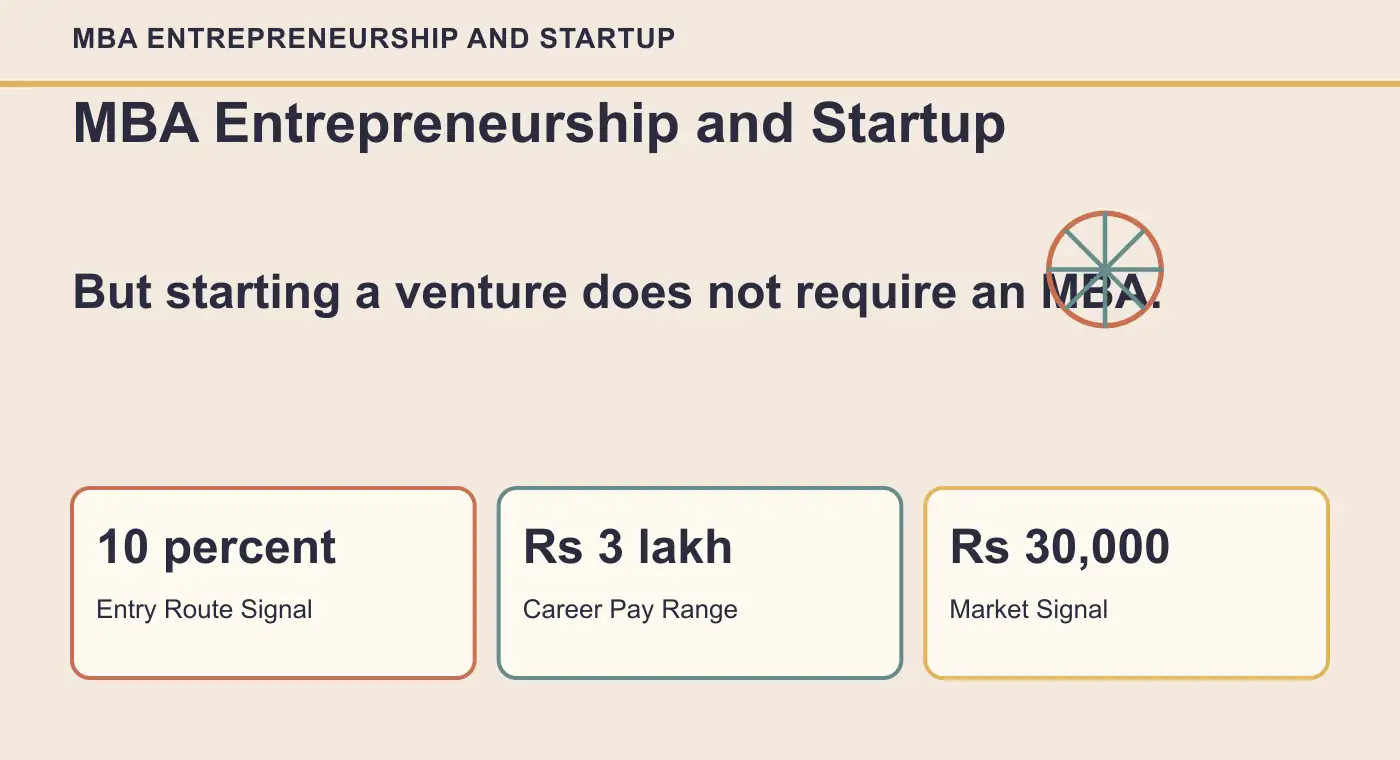 MBA ENTREPRENEURSHIP AND STARTUP
MBA Entrepreneurship and Startup
But starting a venture does not require an MBA.
10 percent
Entry Route Signal
Rs 3 lakh
Career Pay Range
Rs 30,000
Market Signal